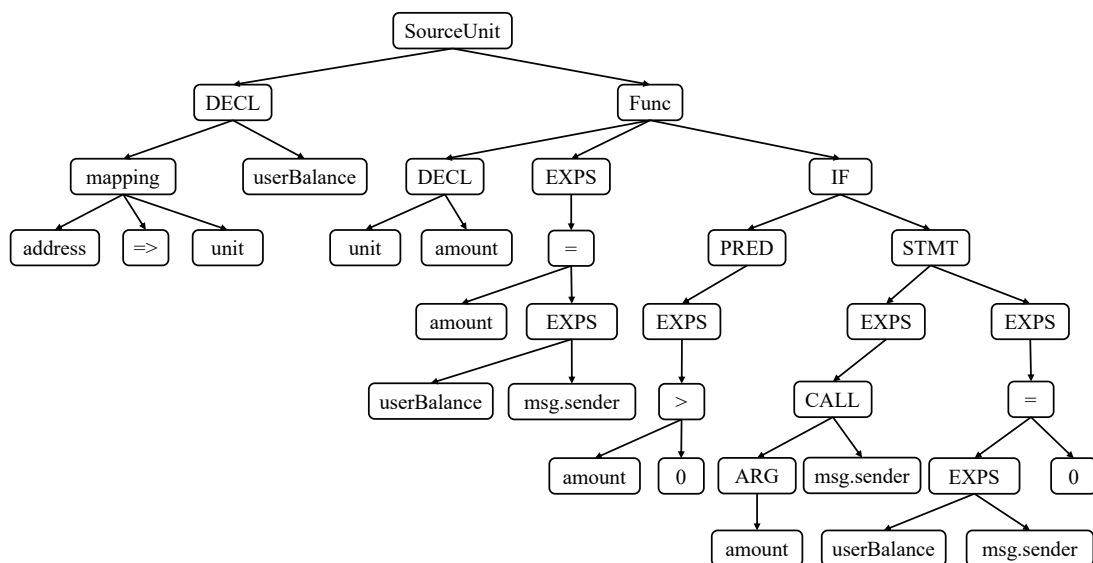 SourceUnit
DECL Func
mapping userBalance DECL EXPS IF
address => unit unit amount = PRED STMT
amount EXPS EXPS EXPS EXPS
userBalance msg.sender > CALL =
amount 0 ARG msg.sender EXPS 0
amount userBalance msg.sender